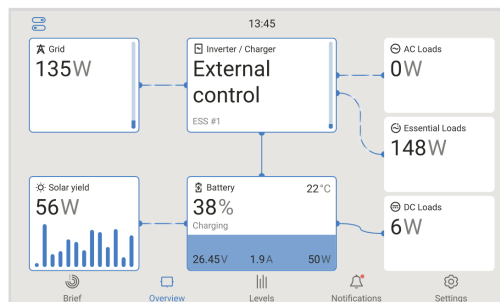 13:45
Grid
135W
Inverter / Charger
External
control
ESS #1
AC Loads
0W
Essential Loads
148W
Solar yield
56W
Battery
22°C
38%
Charging
26.45V 1.9A 50W
DC Loads
6W
Brief Overview Levels Notifications Settings